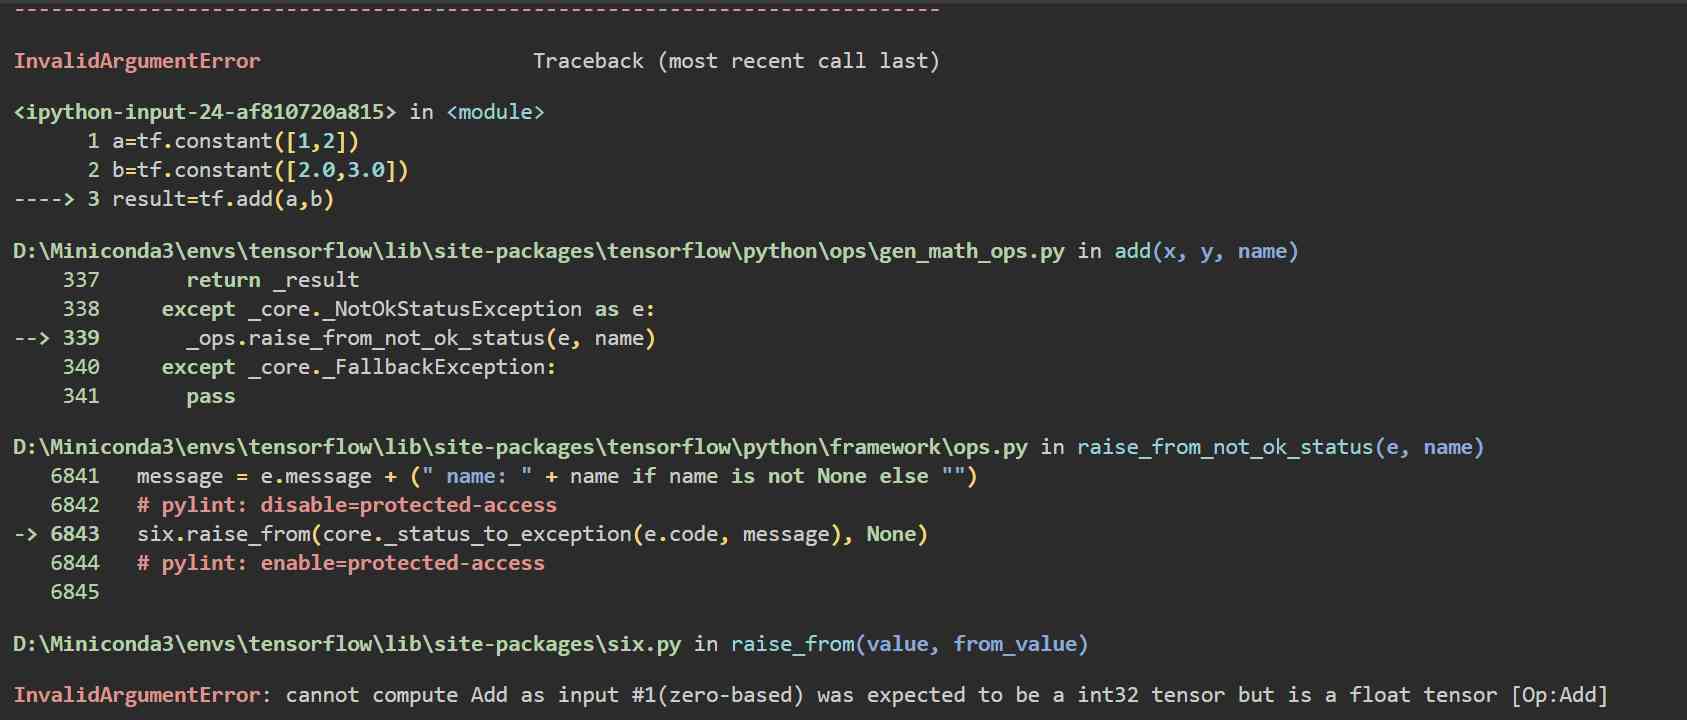 ---------------------------------------------------------------------------
InvalidArgumentError                      Traceback (most recent call last)
<ipython-input-24-af810720a815> in <module>
      1 a=tf.constant([1,2])
      2 b=tf.constant([2.0,3.0])
----> 3 result=tf.add(a,b)
D:\Miniconda3\envs\tensorflow\lib\site-packages\tensorflow\python\ops\gen_math_ops.py in add(x, y, name)
    337       return _result
    338     except _core._NotOkStatusException as e:
--> 339       _ops.raise_from_not_ok_status(e, name)
    340     except _core._FallbackException:
    341       pass
D:\Miniconda3\envs\tensorflow\lib\site-packages\tensorflow\python\framework\ops.py in raise_from_not_ok_status(e, name)
   6841   message = e.message + (" name: " + name if name is not None else "")
   6842   # pylint: disable=protected-access
-> 6843   six.raise_from(core._status_to_exception(e.code, message), None)
   6844   # pylint: enable=protected-access
   6845
D:\Miniconda3\envs\tensorflow\lib\site-packages\six.py in raise_from(value, from_value)
InvalidArgumentError: cannot compute Add as input #1(zero-based) was expected to be a int32 tensor but is a float tensor [Op:Add]